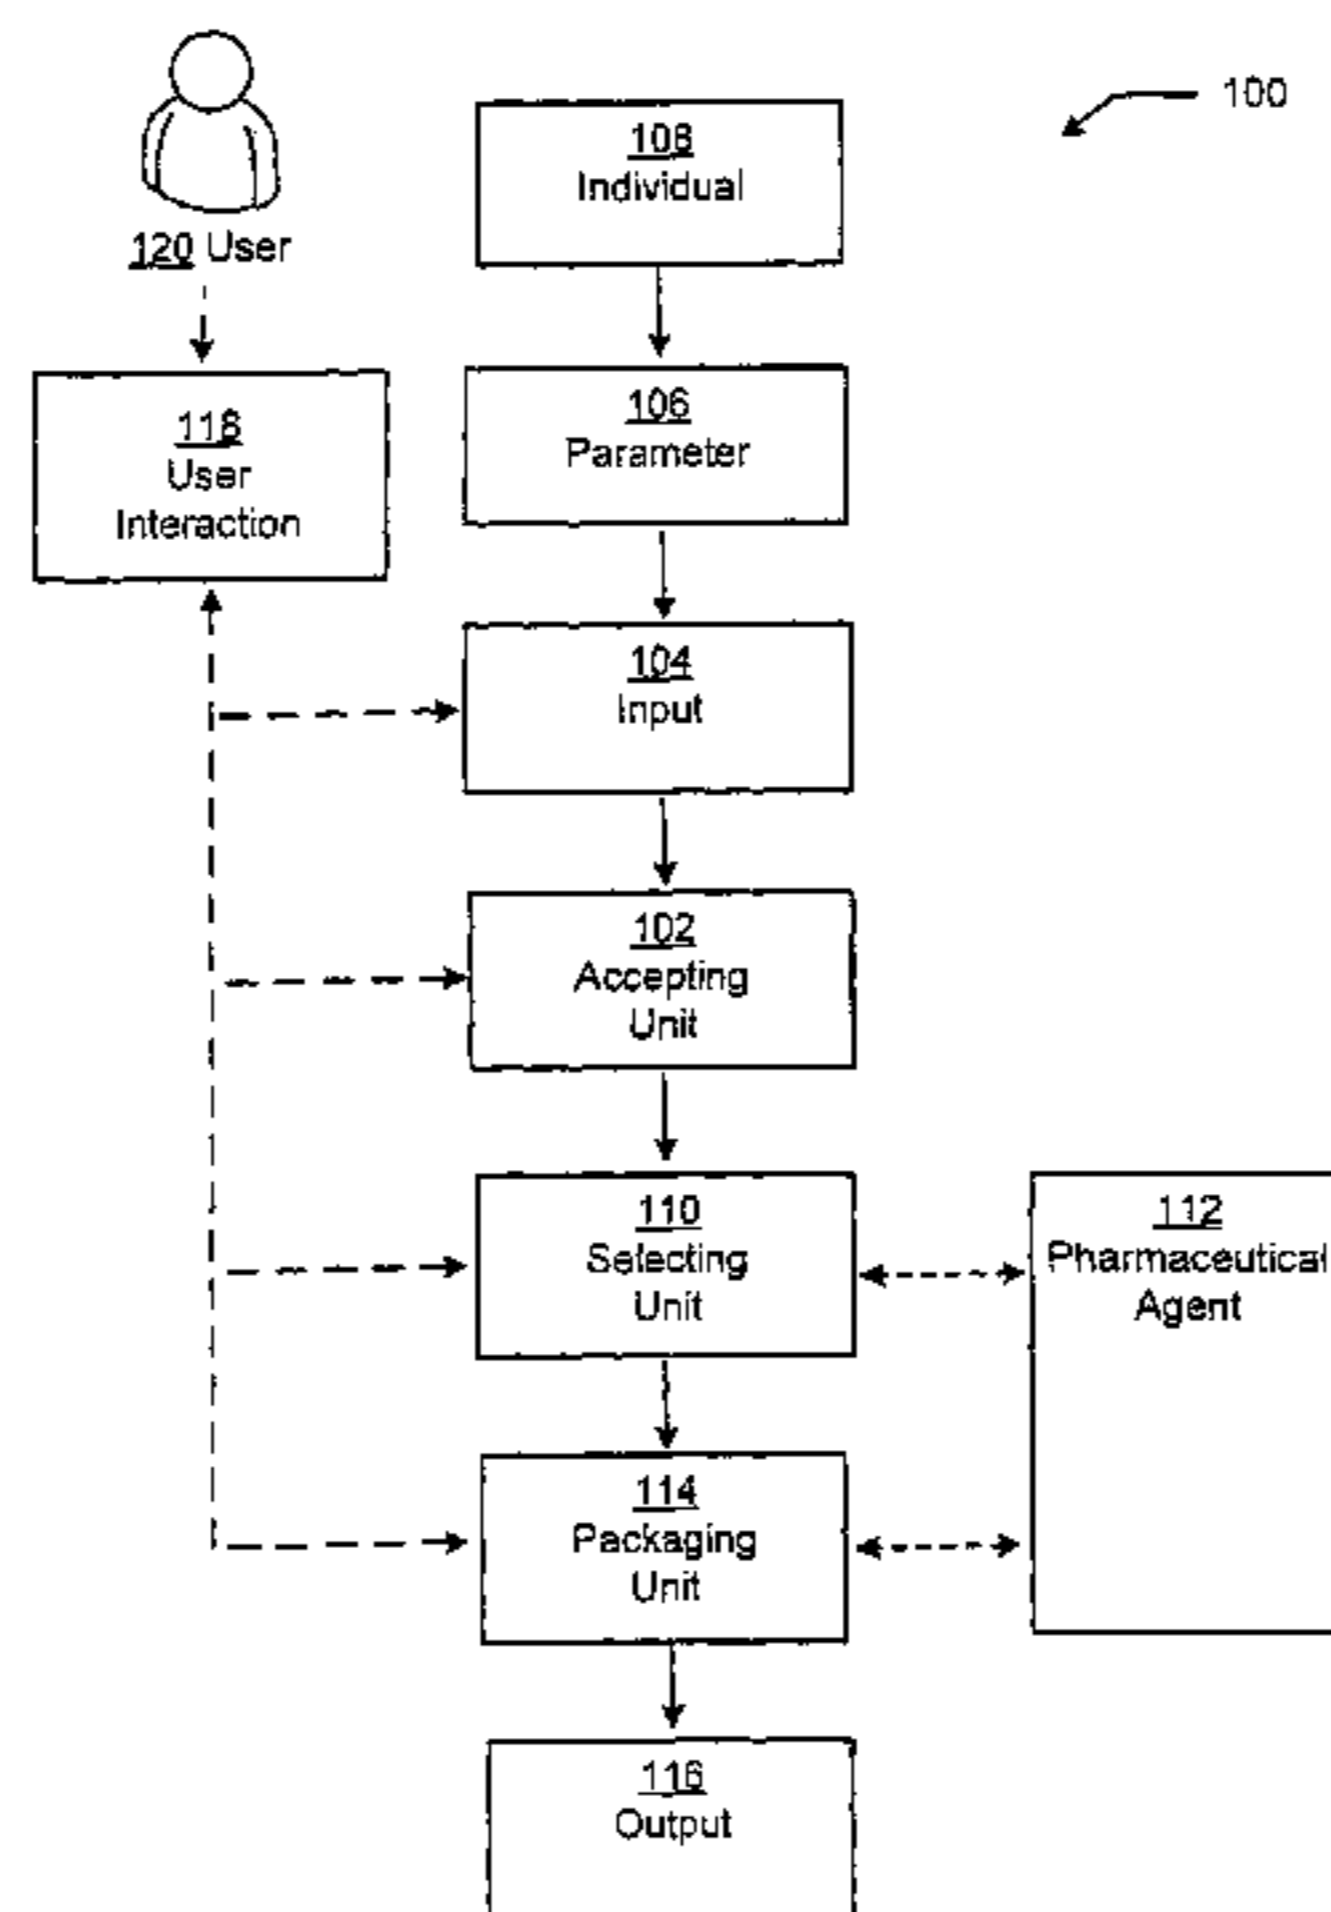 100
108
Individual
120 User
106
Parameter
118
User
Interaction
104
Input
102
Accepting
Unit
110
Selecting
Unit
112
Pharmaceutical
Agent
114
Packaging
Unit
116
Output